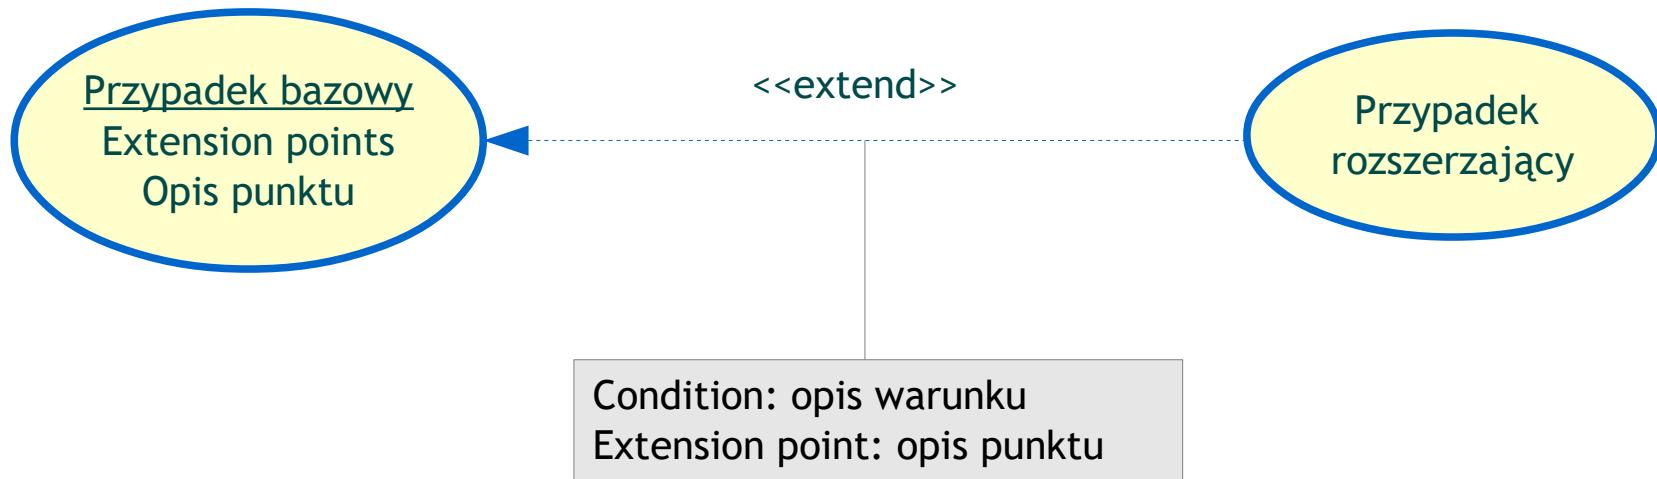 Przypadek bazowy
Extension points
Opis punktu
<<extend>>
Przypadek
rozszerzający
Condition: opis warunku
Extension point: opis punktu